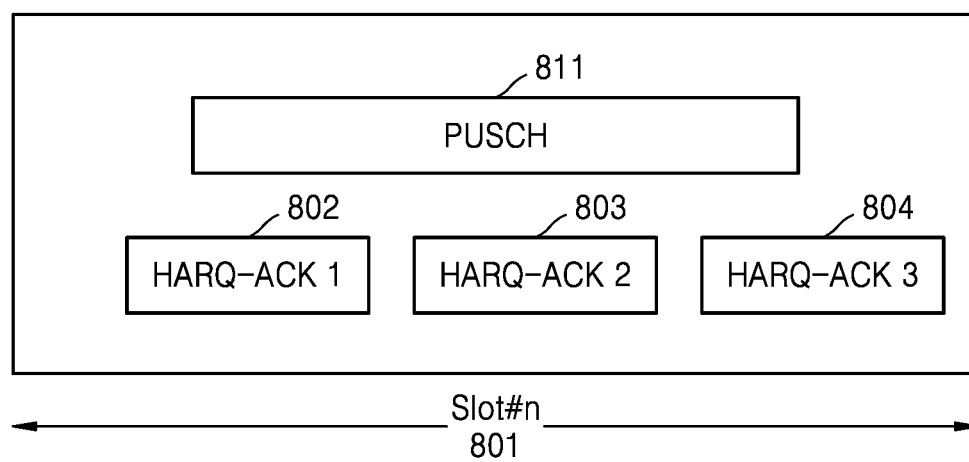 811
PUSCH
802
803
804
HARQ-ACK 1
HARQ-ACK 2
HARQ-ACK 3
Slot#n
801